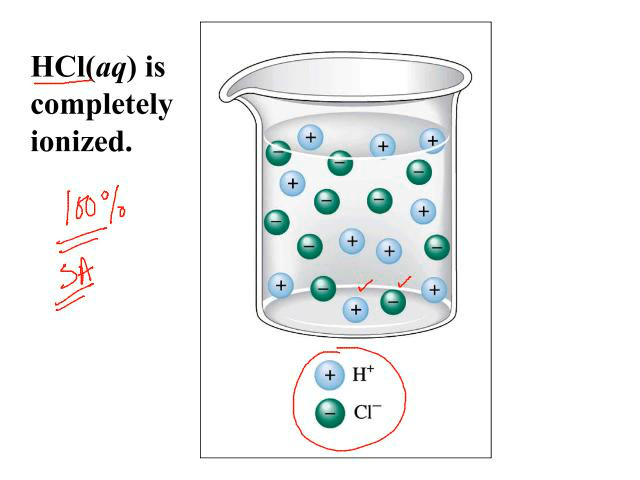 HCl(aq) is
completely
ionized.
100%
SA
+ H⁺
− Cl⁻